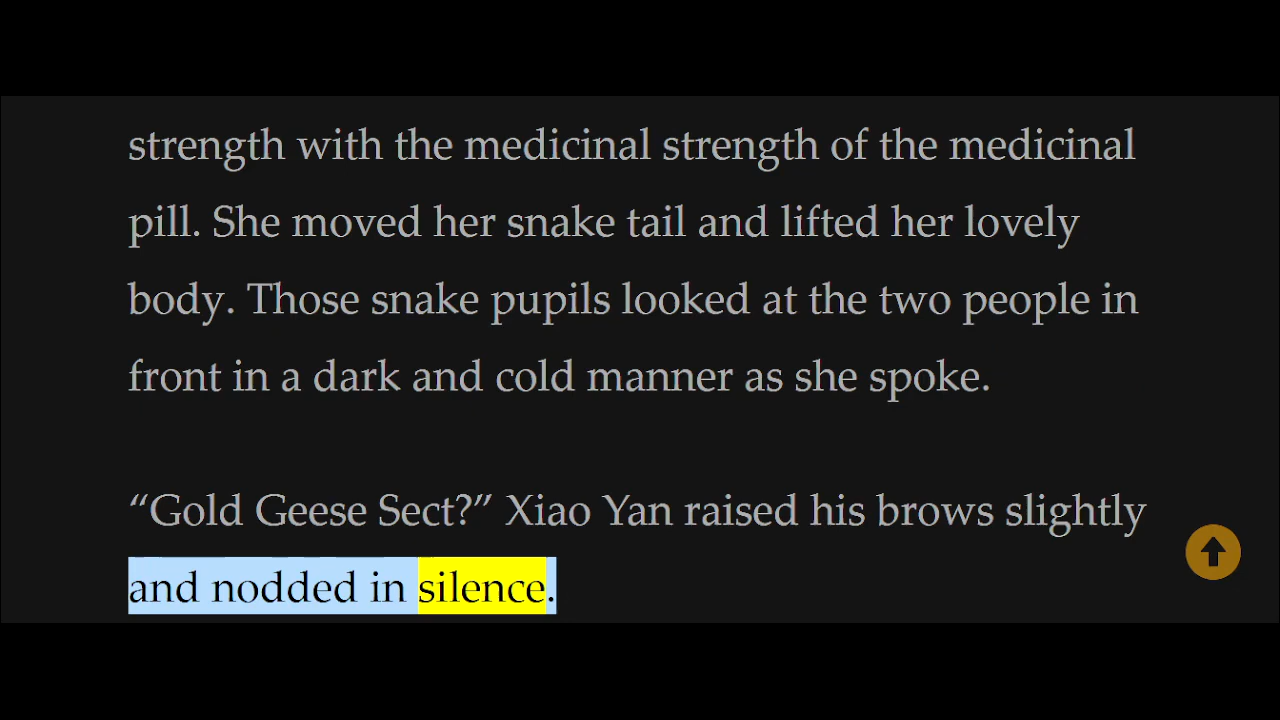 strength with the medicinal strength of the medicinal
pill. She moved her snake tail and lifted her lovely
body. Those snake pupils looked at the two people in
front in a dark and cold manner as she spoke.
“Gold Geese Sect?” Xiao Yan raised his brows slightly
and nodded in silence.